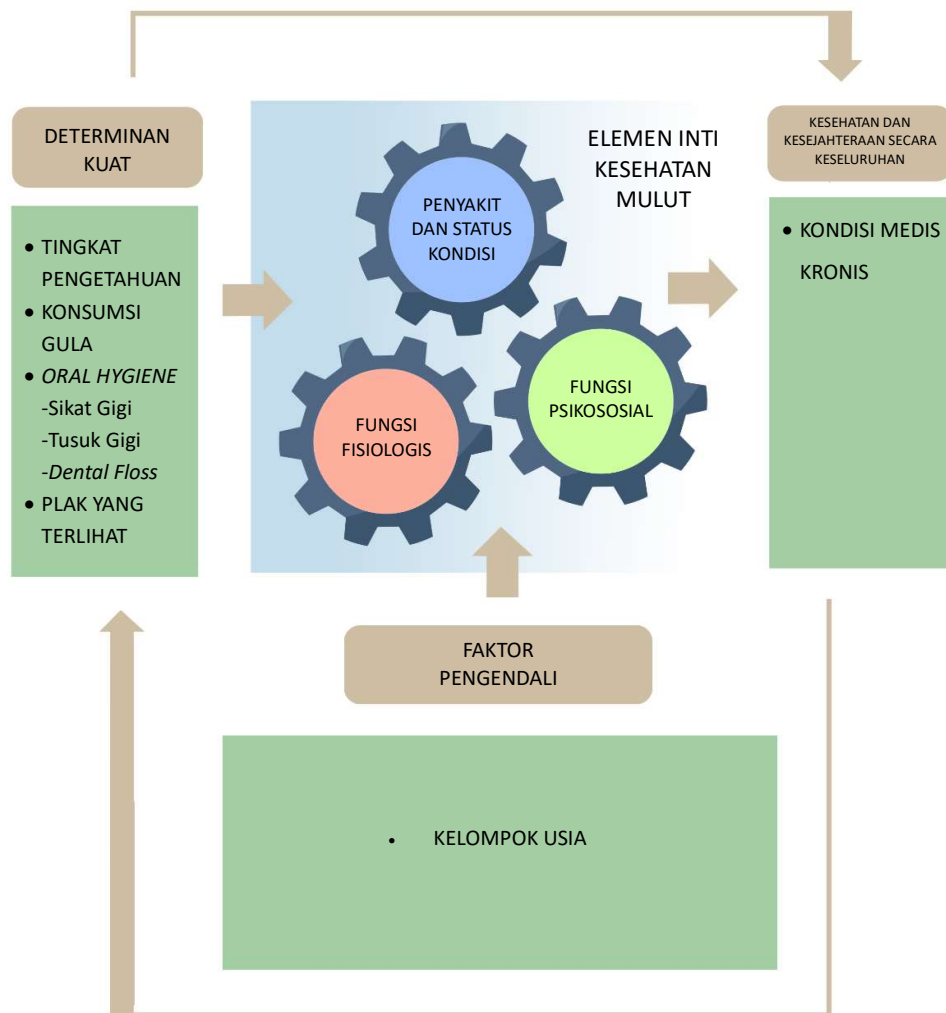 DETERMINAN
KUAT
• TINGKAT
PENGETAHUAN
• KONSUMSI
GULA
• ORAL HYGIENE
-Sikat Gigi
-Tusuk Gigi
-Dental Floss
• PLAK YANG
TERLIHAT
ELEMEN INTI
KESEHATAN
MULUT
PENYAKIT
DAN STATUS
KONDISI
FUNGSI
FISIOLOGIS
FUNGSI
PSIKOSOSIAL
KESEHATAN DAN
KESEJAHTERAAN SECARA
KESELURUHAN
• KONDISI MEDIS
KRONIS
FAKTOR
PENGENDALI
• KELOMPOK USIA